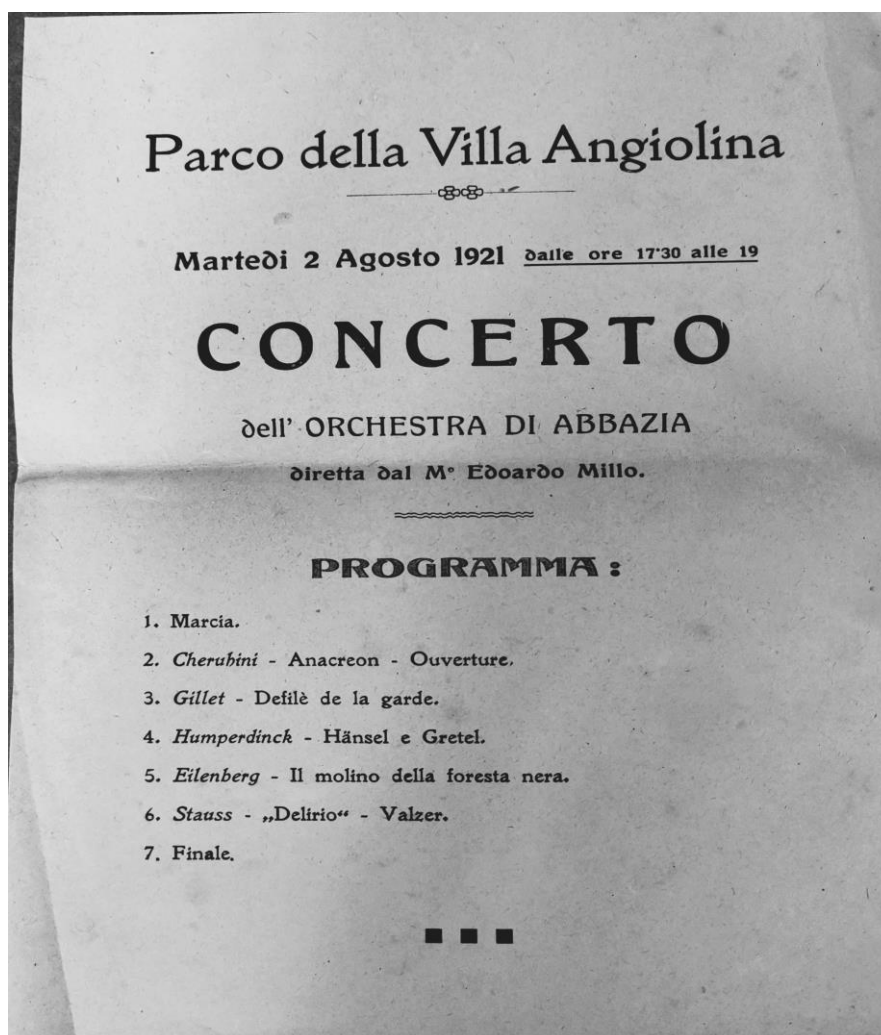 Parco della Villa Angiolina
Martedi 2 Agosto 1921 dalle ore 17·30 alle 19
CONCERTO
dell' ORCHESTRA DI ABBAZIA
diretta dal M° Edoardo Millo.
PROGRAMMA :
1. Marcia.
2. Cherubini - Anacreon - Ouverture.
3. Gillet - Defilè de la garde.
4. Humperdinck - Hänsel e Gretel.
5. Eilenberg - Il molino della foresta nera.
6. Stauss - „Delirio“ - Valzer.
7. Finale.